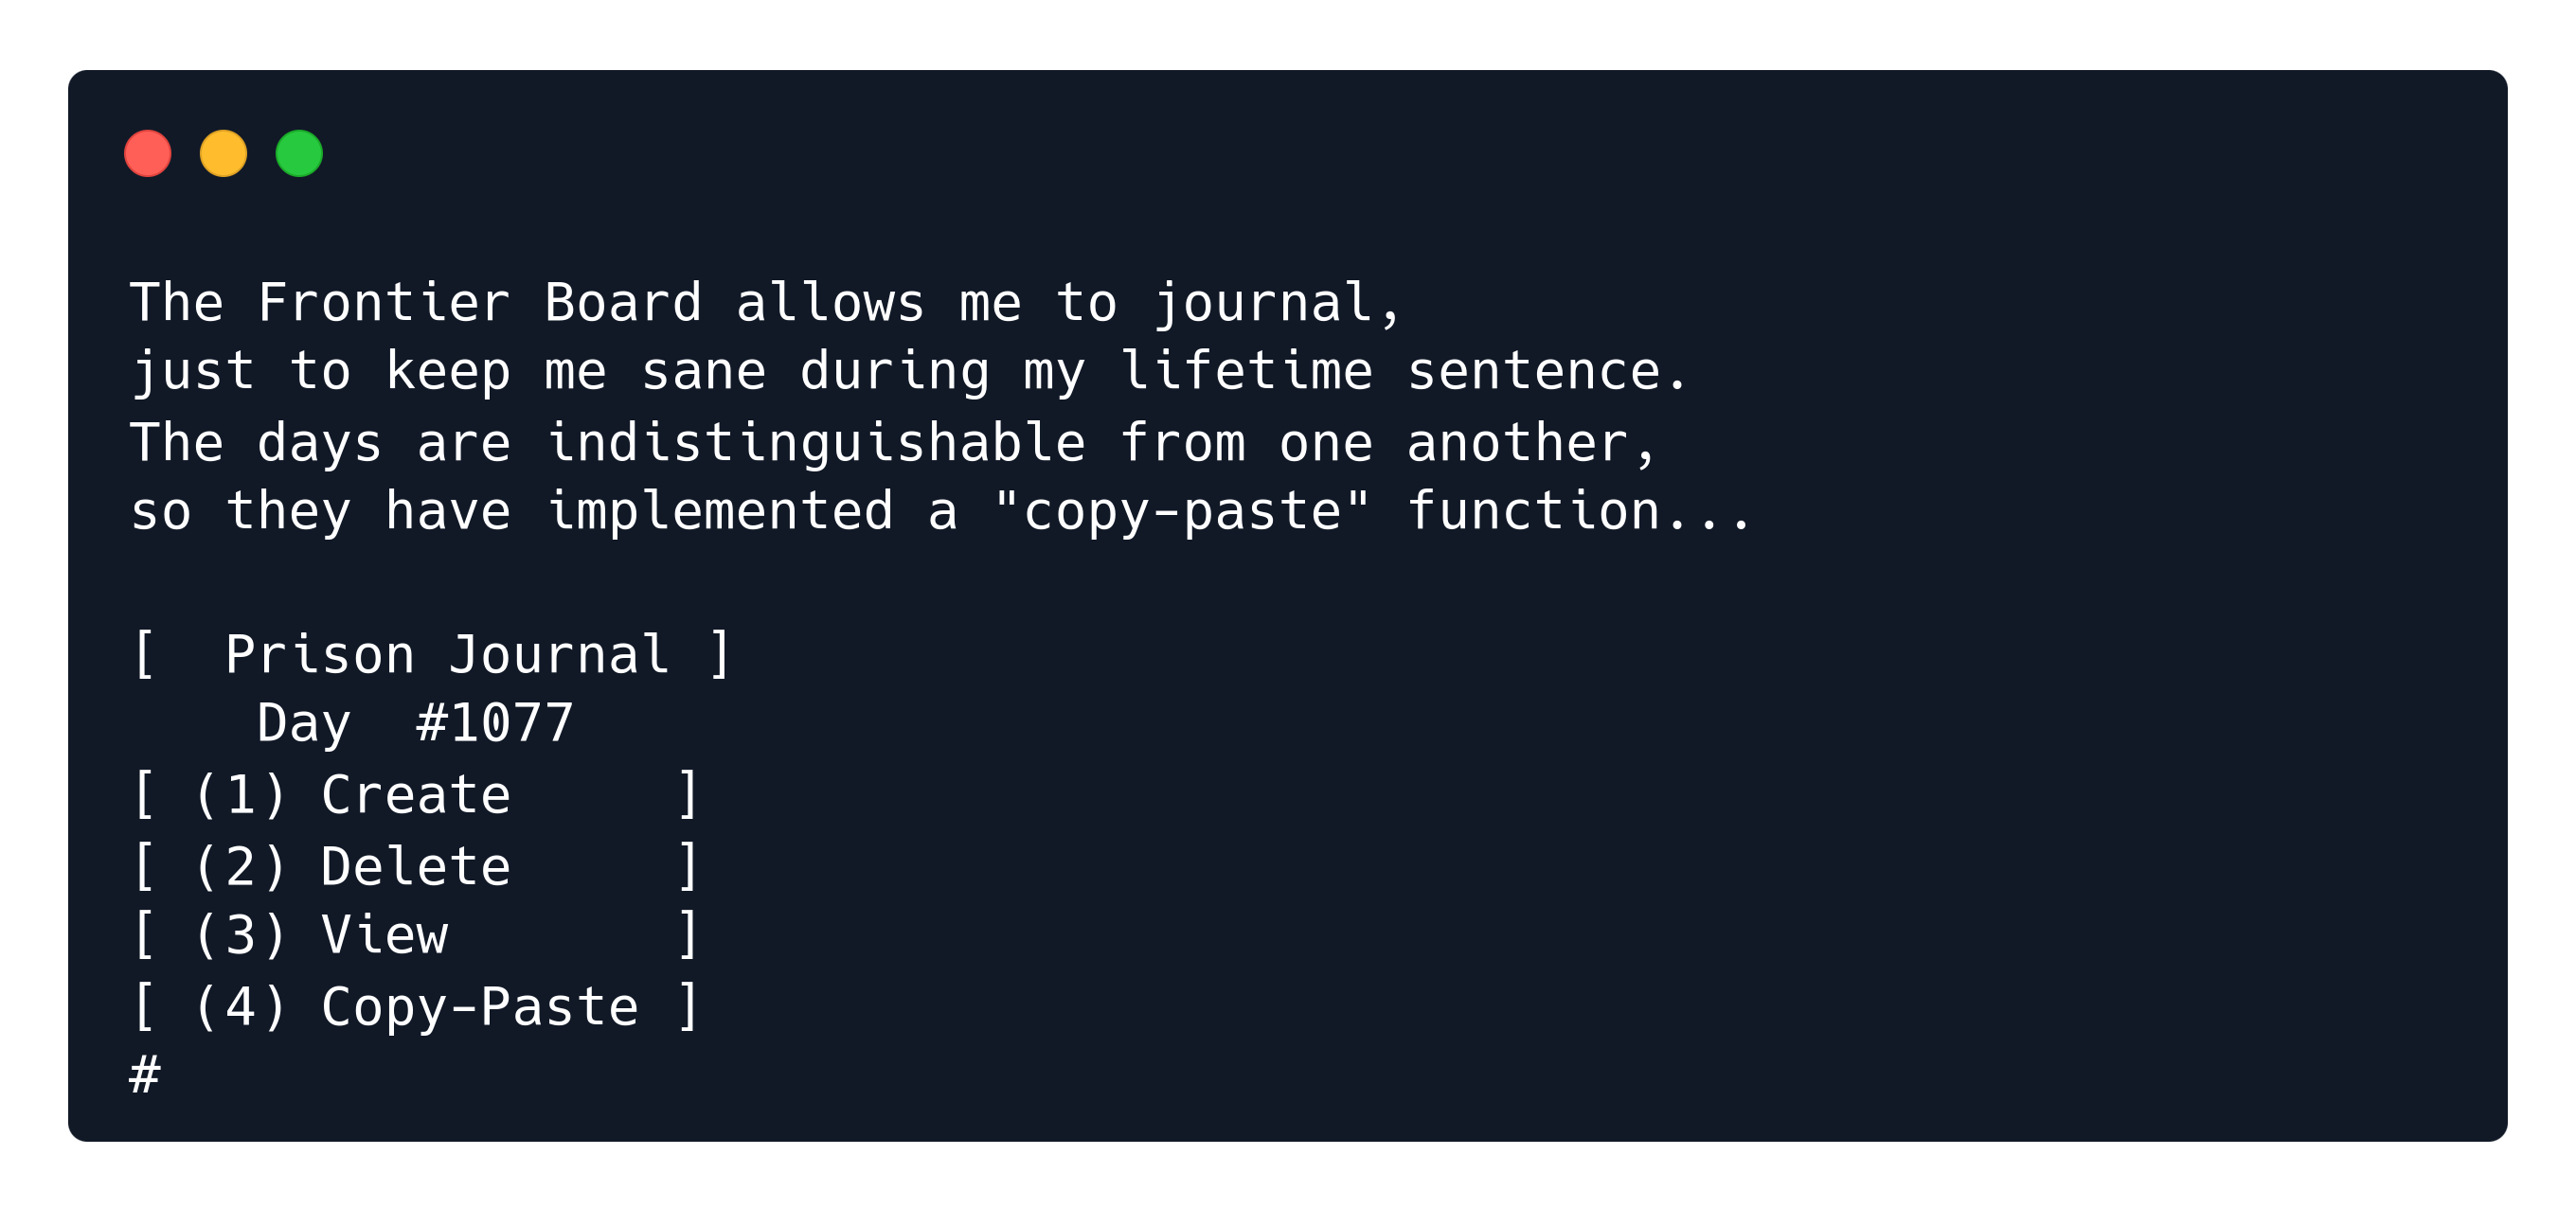 The Frontier Board allows me to journal,
just to keep me sane during my lifetime sentence.
The days are indistinguishable from one another,
so they have implemented a "copy-paste" function...
[  Prison Journal ]
    Day  #1077
[ (1) Create     ]
[ (2) Delete     ]
[ (3) View       ]
[ (4) Copy-Paste ]
#